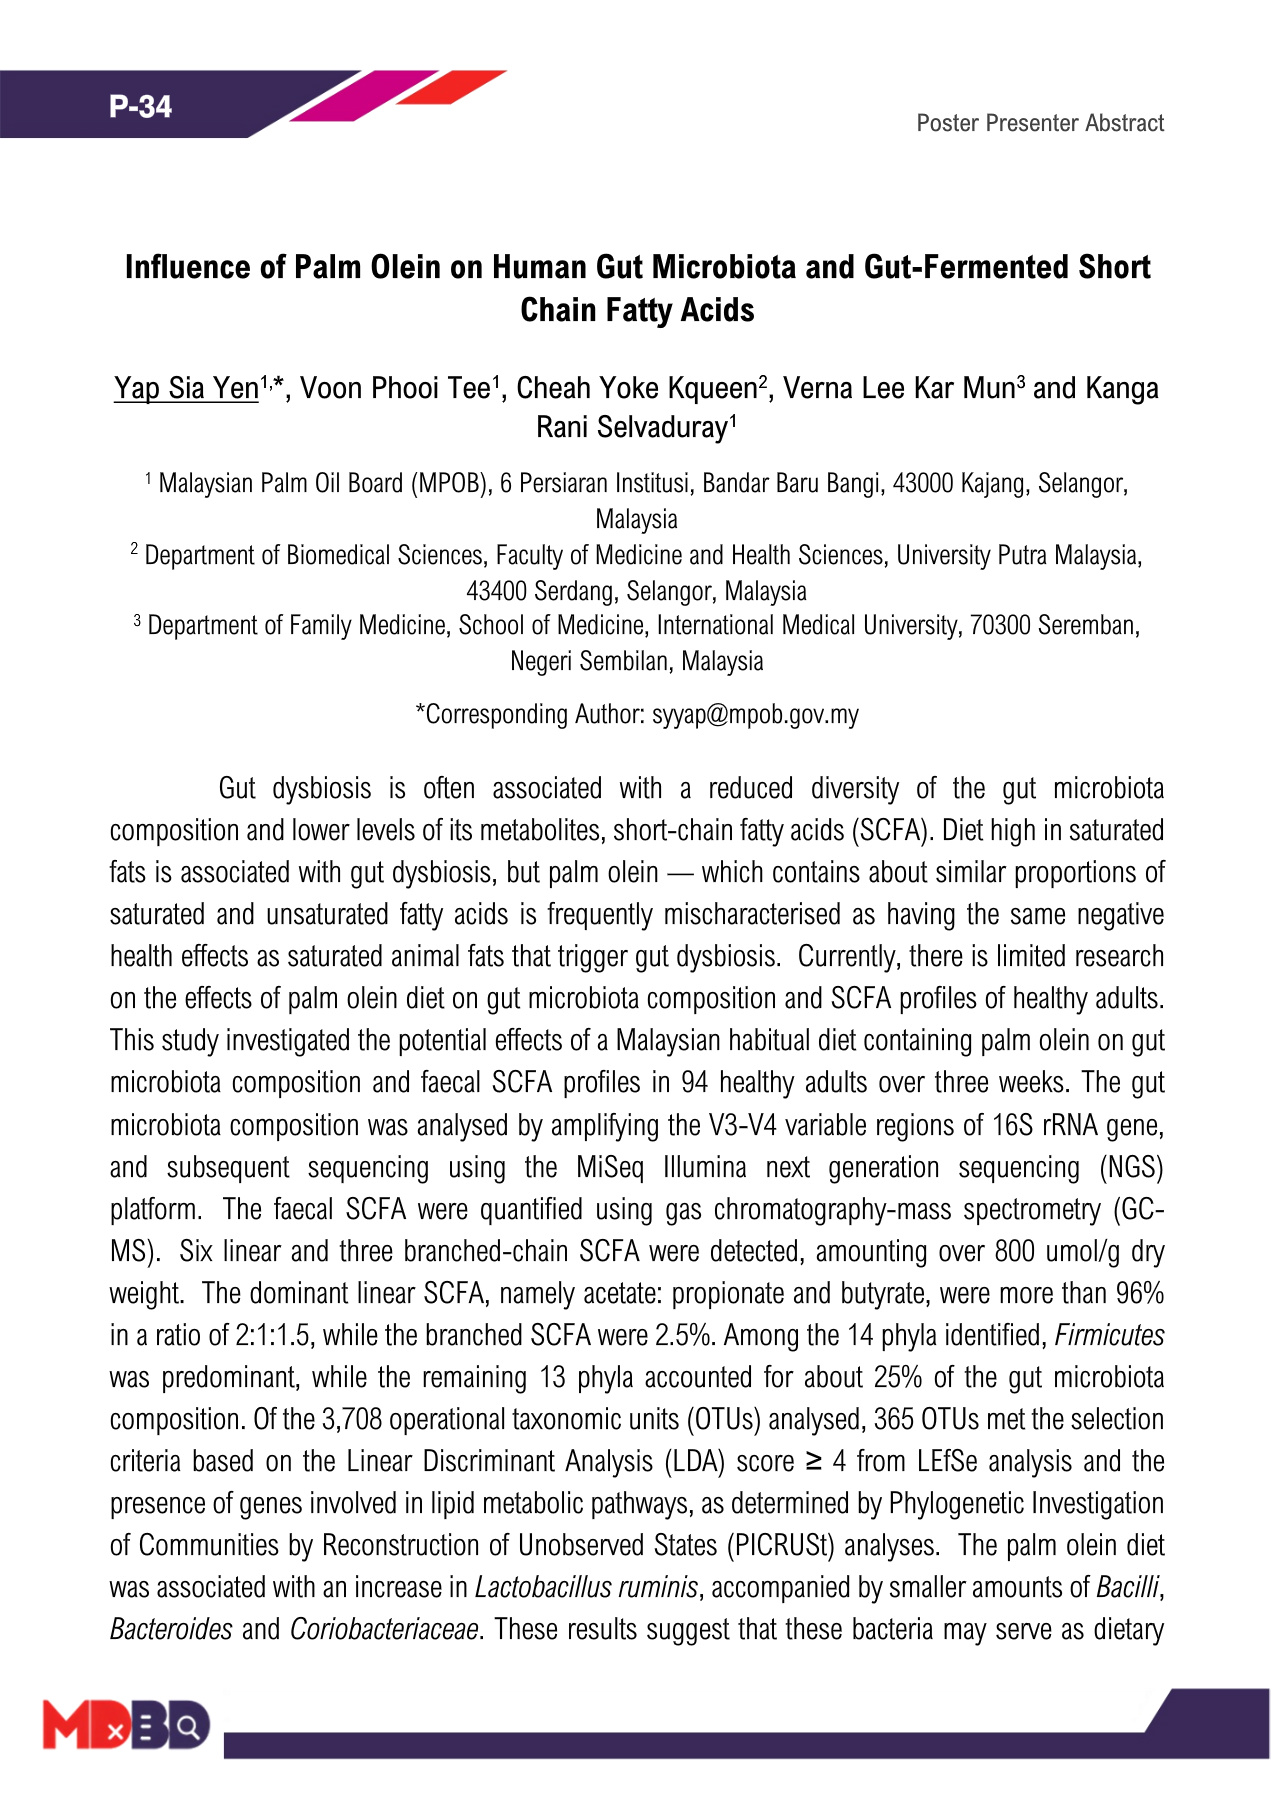 P-34
Poster Presenter Abstract
Influence of Palm Olein on Human Gut Microbiota and Gut-Fermented Short
Chain Fatty Acids
Yap Sia Yen¹,*, Voon Phooi Tee¹, Cheah Yoke Kqueen², Verna Lee Kar Mun³ and Kanga
Rani Selvaduray¹
¹ Malaysian Palm Oil Board (MPOB), 6 Persiaran Institusi, Bandar Baru Bangi, 43000 Kajang, Selangor,
Malaysia
² Department of Biomedical Sciences, Faculty of Medicine and Health Sciences, University Putra Malaysia,
43400 Serdang, Selangor, Malaysia
³ Department of Family Medicine, School of Medicine, International Medical University, 70300 Seremban,
Negeri Sembilan, Malaysia
*Corresponding Author: syyap@mpob.gov.my
Gut dysbiosis is often associated with a reduced diversity of the gut microbiota
composition and lower levels of its metabolites, short-chain fatty acids (SCFA). Diet high in saturated
fats is associated with gut dysbiosis, but palm olein — which contains about similar proportions of
saturated and unsaturated fatty acids is frequently mischaracterised as having the same negative
health effects as saturated animal fats that trigger gut dysbiosis. Currently, there is limited research
on the effects of palm olein diet on gut microbiota composition and SCFA profiles of healthy adults.
This study investigated the potential effects of a Malaysian habitual diet containing palm olein on gut
microbiota composition and faecal SCFA profiles in 94 healthy adults over three weeks. The gut
microbiota composition was analysed by amplifying the V3-V4 variable regions of 16S rRNA gene,
and subsequent sequencing using the MiSeq Illumina next generation sequencing (NGS)
platform. The faecal SCFA were quantified using gas chromatography-mass spectrometry (GC-
MS). Six linear and three branched-chain SCFA were detected, amounting over 800 umol/g dry
weight. The dominant linear SCFA, namely acetate: propionate and butyrate, were more than 96%
in a ratio of 2:1:1.5, while the branched SCFA were 2.5%. Among the 14 phyla identified, Firmicutes
was predominant, while the remaining 13 phyla accounted for about 25% of the gut microbiota
composition. Of the 3,708 operational taxonomic units (OTUs) analysed, 365 OTUs met the selection
criteria based on the Linear Discriminant Analysis (LDA) score ≥ 4 from LEfSe analysis and the
presence of genes involved in lipid metabolic pathways, as determined by Phylogenetic Investigation
of Communities by Reconstruction of Unobserved States (PICRUSt) analyses. The palm olein diet
was associated with an increase in Lactobacillus ruminis, accompanied by smaller amounts of Bacilli,
Bacteroides and Coriobacteriaceae. These results suggest that these bacteria may serve as dietary
MDxBD